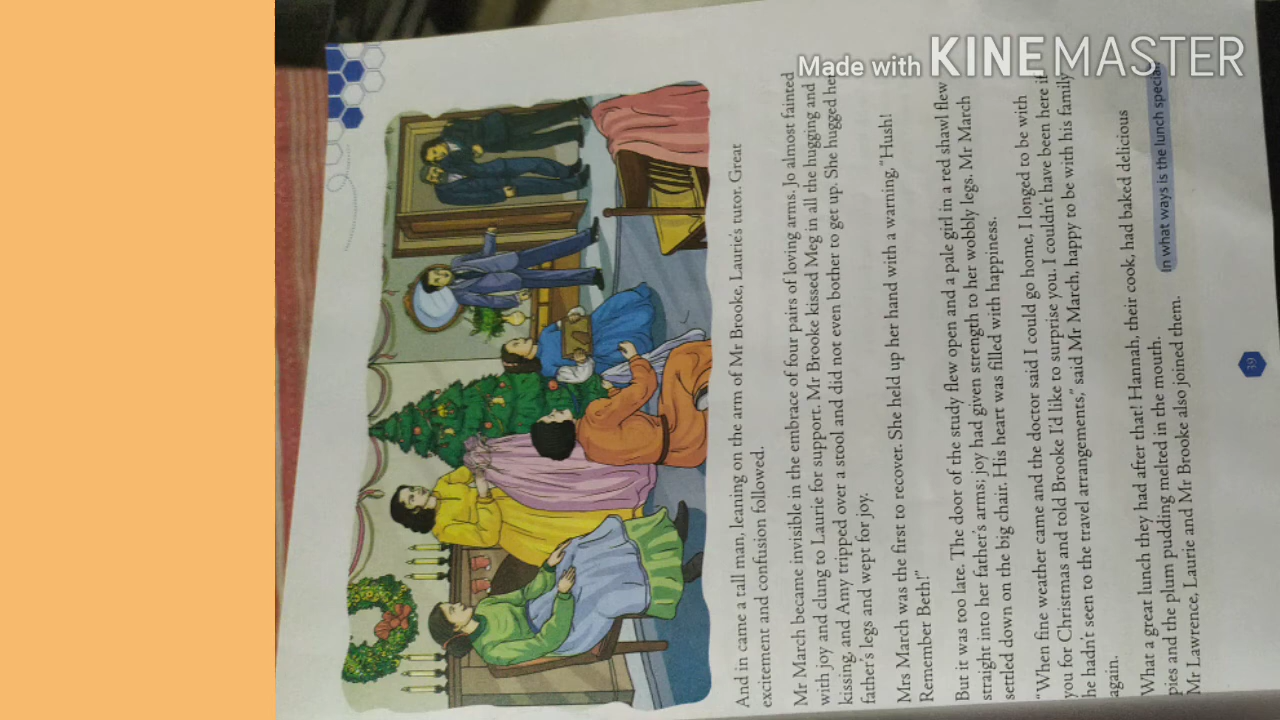 Made with KINEMASTER
And in came a tall man, leaning on the arm of Mr Brooke, Laurie's tutor. Great
excitement and confusion followed.
Mr March became invisible in the embrace of four pairs of loving arms. Jo almost fainted
with joy and clung to Laurie for support. Mr Brooke kissed Meg in all the hugging and
kissing, and Amy tripped over a stool and did not even bother to get up. She hugged her
father's legs and wept for joy.
Mrs March was the first to recover. She held up her hand with a warning, "Hush!
Remember Beth!"
But it was too late. The door of the study flew open and a pale girl in a red shawl flew
straight into her father's arms; joy had given strength to her wobbly legs. Mr March
settled down on the big chair. His heart was filled with happiness.
"When fine weather came and the doctor said I could go home, I longed to be with
you for Christmas and told Brooke I'd like to surprise you. I couldn't have been here if
he hadn't seen to the travel arrangements," said Mr March, happy to be with his family
again.
What a great lunch they had after that! Hannah, their cook, had baked delicious
pies and the plum pudding melted in the mouth.
Mr Lawrence, Laurie and Mr Brooke also joined them.
In what ways is the lunch special
39